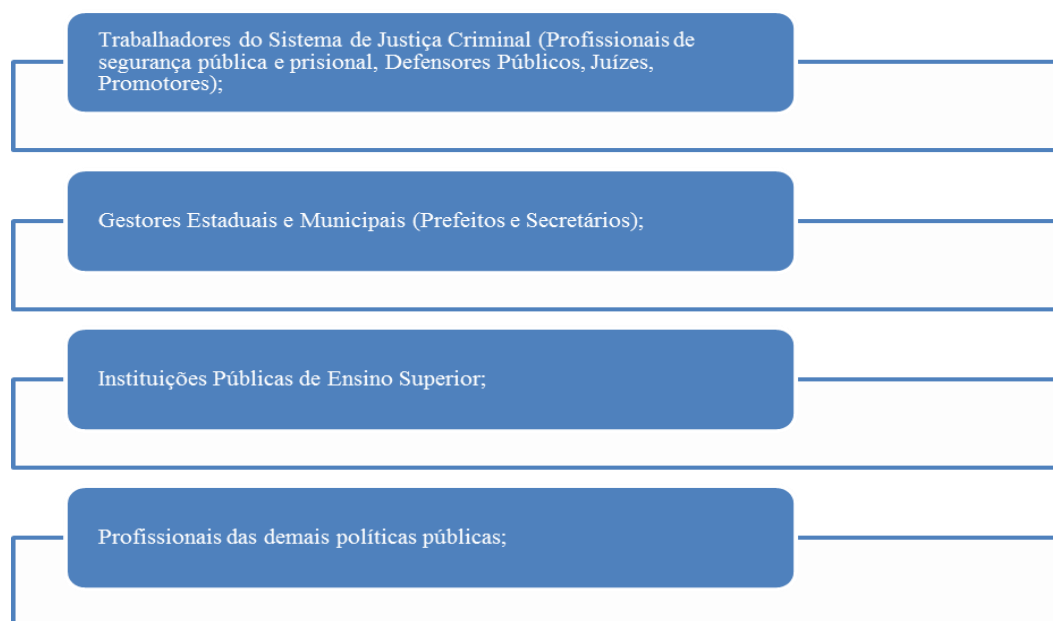 Trabalhadores do Sistema de Justiça Criminal (Profissionais de
segurança pública e prisional, Defensores Públicos, Juízes,
Promotores);
Gestores Estaduais e Municipais (Prefeitos e Secretários);
Instituições Públicas de Ensino Superior;
Profissionais das demais políticas públicas;